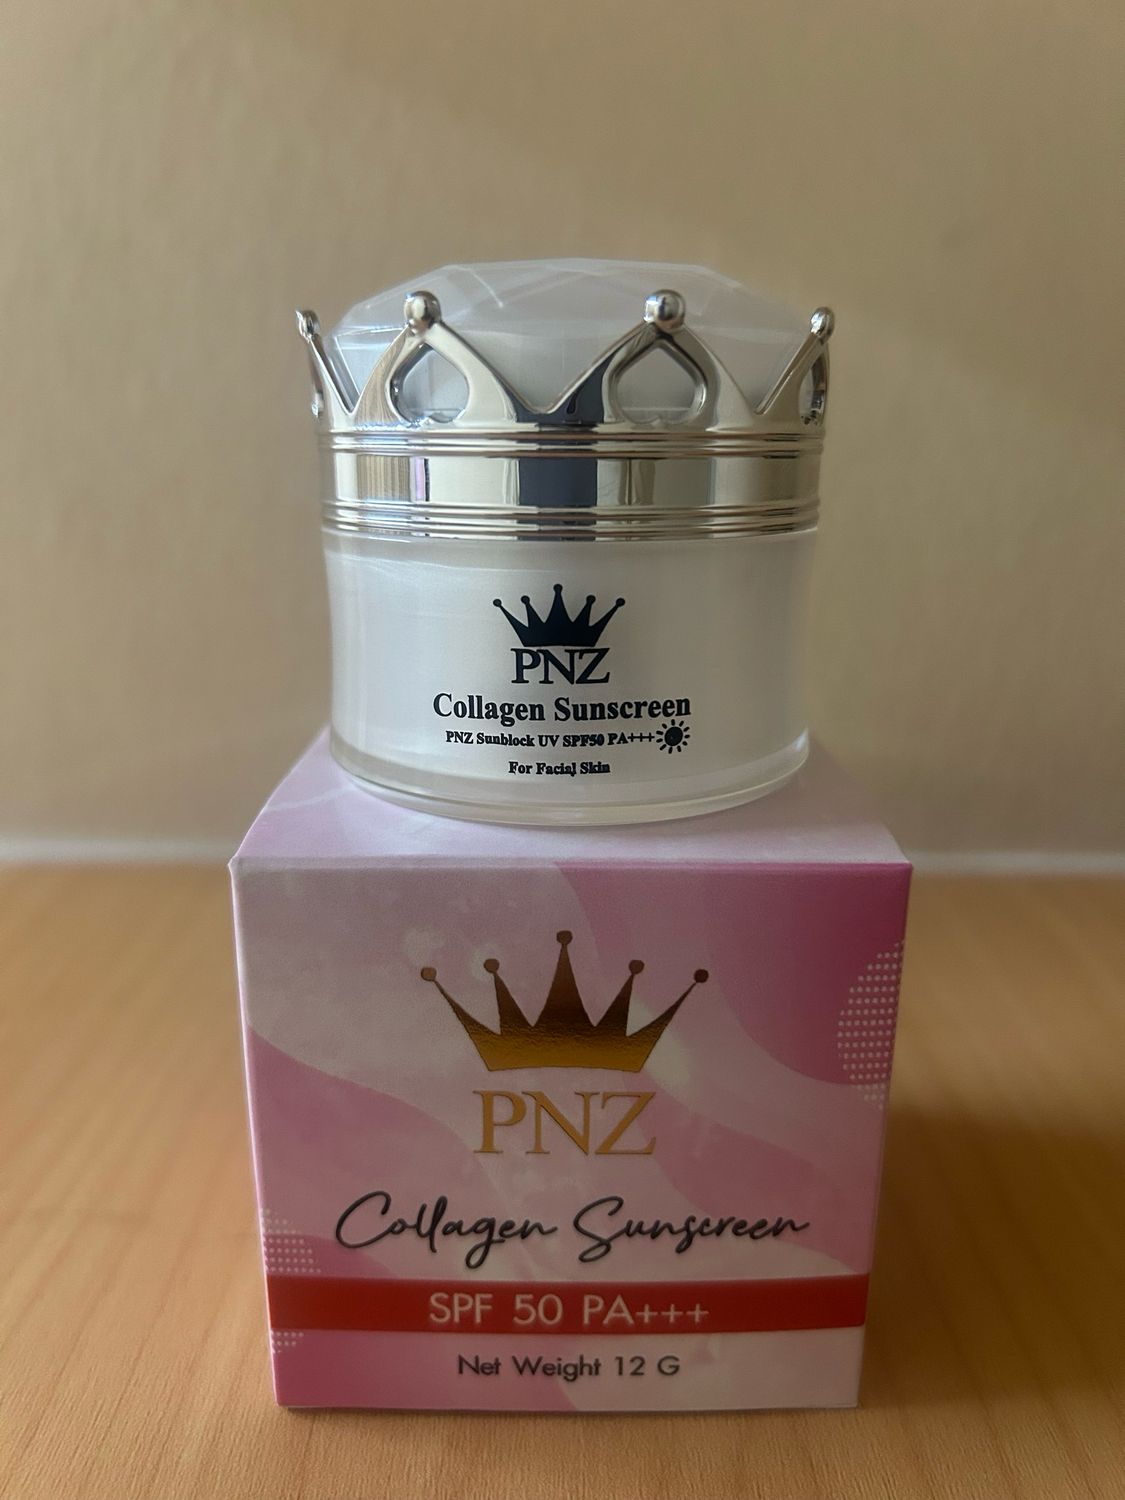 PNZ
Collagen Sunscreen
PNZ Sunblock UV SPF50 PA+++
For Facial Skin
PNZ
Collagen Sunscreen
SPF 50 PA+++
Net Weight 12 G